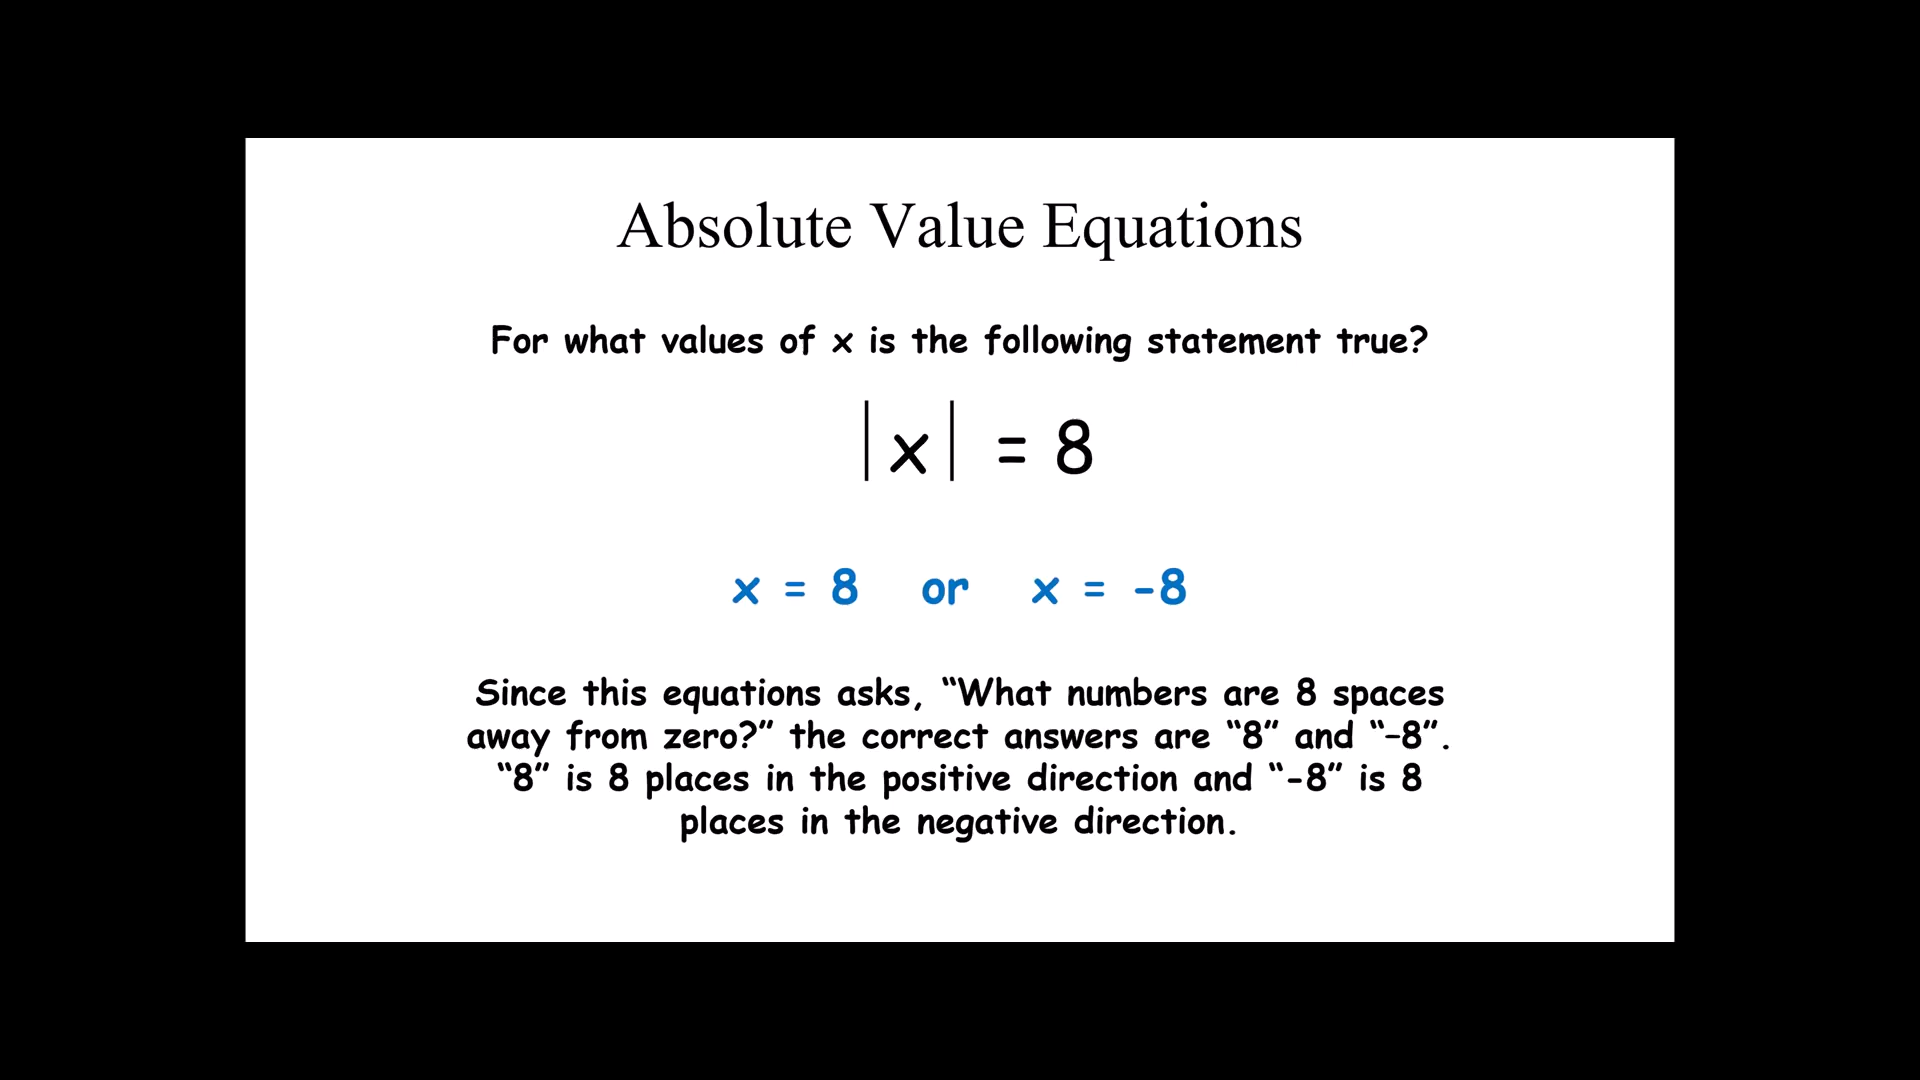 Absolute Value Equations
For what values of x is the following statement true?
|x| = 8
x = 8 or x = -8
Since this equations asks, “What numbers are 8 spaces
away from zero?” the correct answers are “8” and “-8”.
“8” is 8 places in the positive direction and “-8” is 8
places in the negative direction.